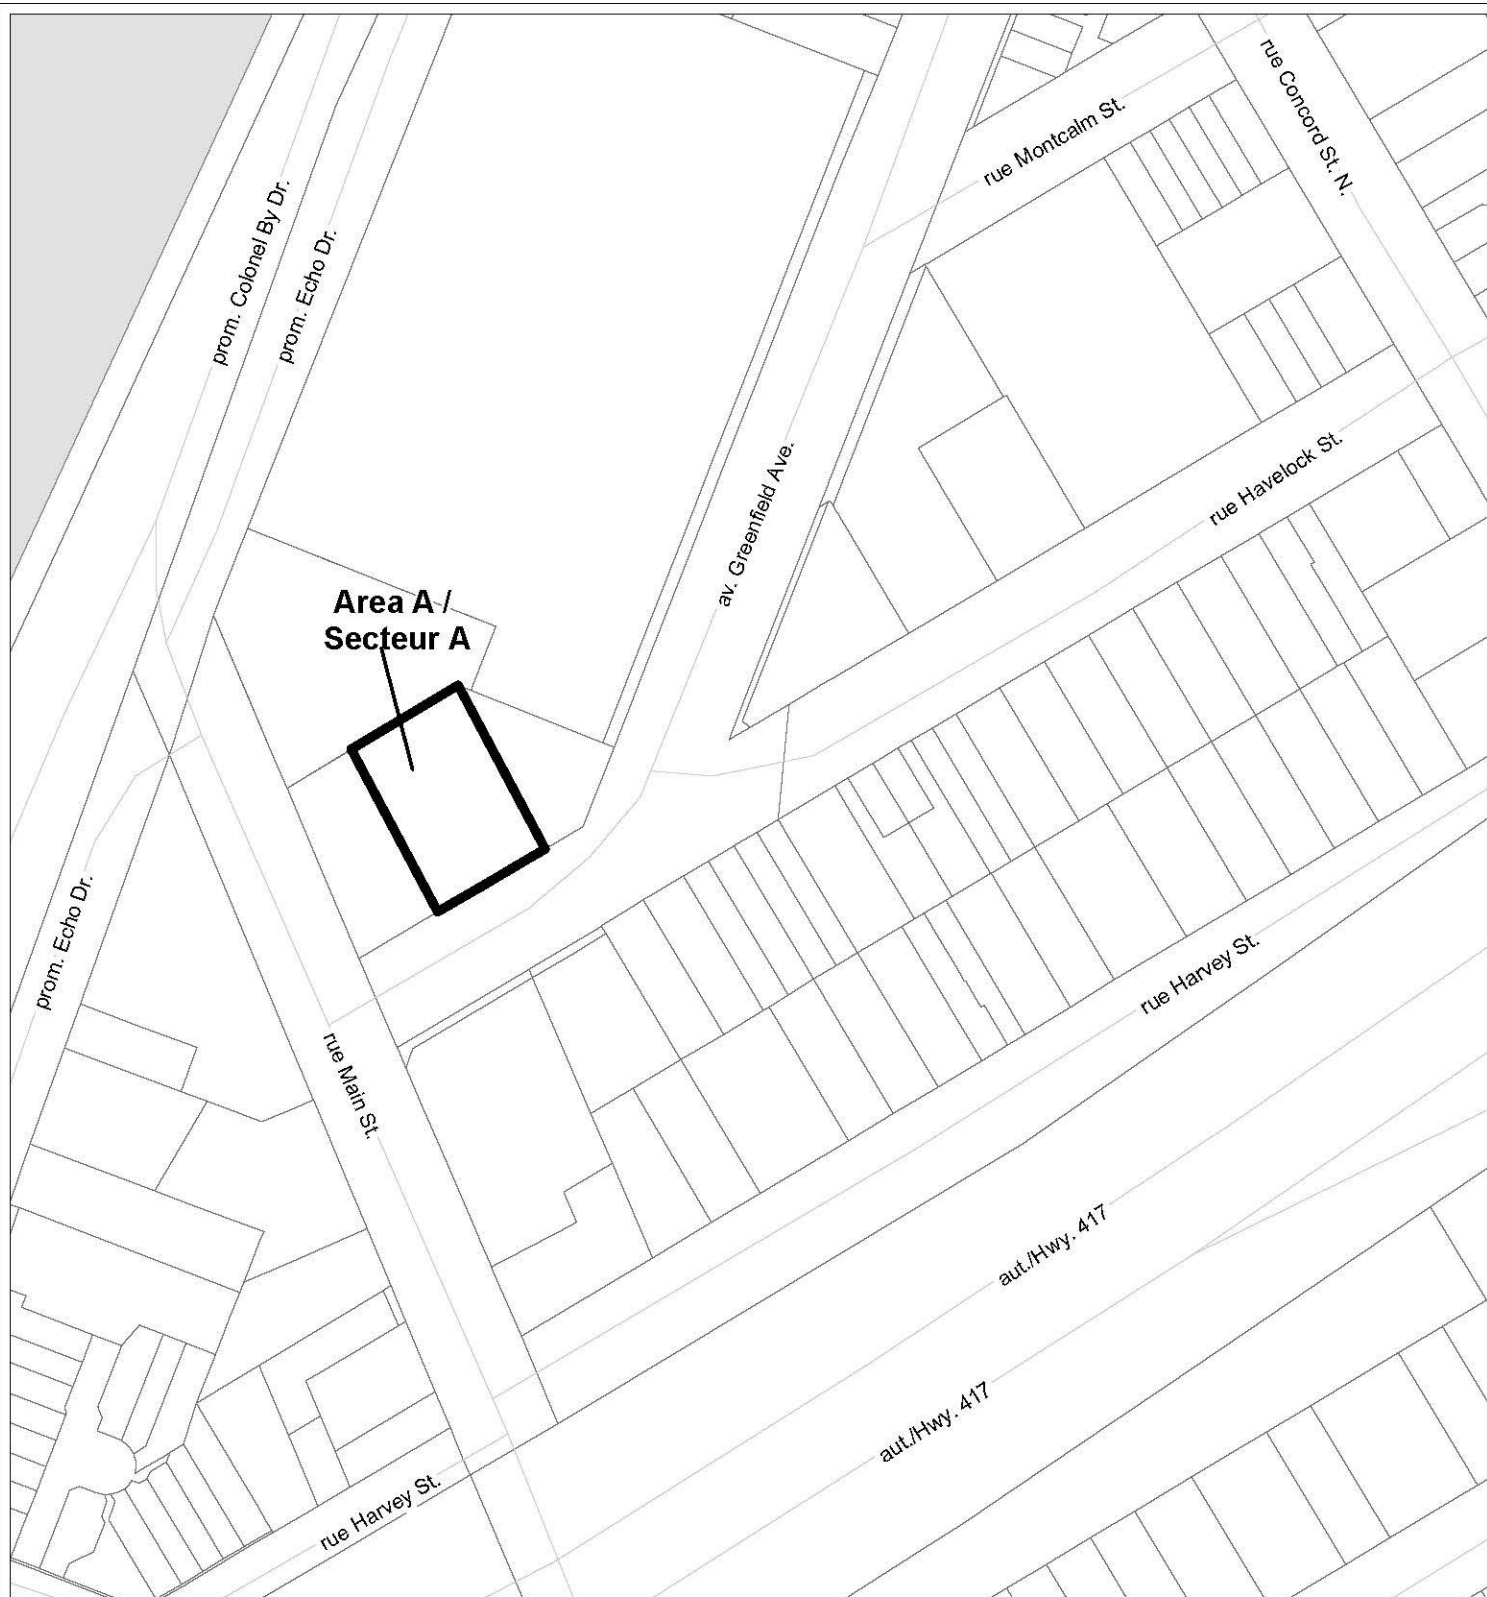 rue Concord St. N.
rue Montcalm St.
prom. Colonel By Dr.
prom. Echo Dr.
rue Havelock St.
av. Greenfield Ave.
Area A /
Secteur A
prom. Echo Dr.
rue Harvey St.
rue Main St.
aut./Hwy. 417
aut./Hwy. 417
rue Harvey St.